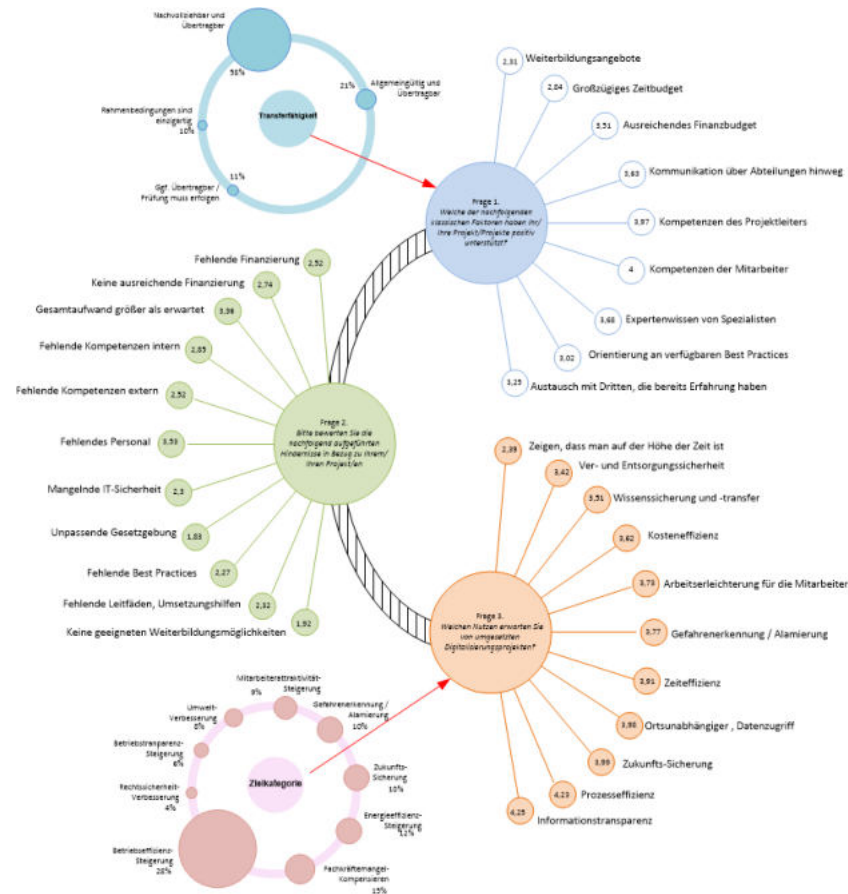 Nachvollziehbar und
Übertragbar
58%
21%
Allgemeingültig und
Übertragbar
Rahmenbedingungen sind
einzigartig
10%
Transferfähigkeit
11%
Ggf. Übertragbar /
Prüfung muss erfolgen
Frage 1.
Welche der nachfolgenden
klassischen Faktoren haben Ihr/
Ihre Projekt/Projekte positiv
unterstützt?
2,31 Weiterbildungsangebote
2,84 Großzügiges Zeitbudget
3,51 Ausreichendes Finanzbudget
3,63 Kommunikation über Abteilungen hinweg
3,97 Kompetenzen des Projektleiters
4 Kompetenzen der Mitarbeiter
3,68 Expertenwissen von Spezialisten
3,02 Orientierung an verfügbaren Best Practices
3,25 Austausch mit Dritten, die bereits Erfahrung haben
Frage 2.
Bitte bewerten Sie die
nachfolgend aufgeführten
Hindernisse in Bezug zu Ihrem/
Ihren Projekt/en
Fehlende Finanzierung 2,52
Keine ausreichende Finanzierung 2,74
Gesamtaufwand größer als erwartet 3,36
Fehlende Kompetenzen intern 2,85
Fehlende Kompetenzen extern 2,52
Fehlendes Personal 3,53
Mangelnde IT-Sicherheit 2,3
Unpassende Gesetzgebung 1,83
Fehlende Best Practices 2,27
Fehlende Leitfäden, Umsetzungshilfen 2,32
Keine geeigneten Weiterbildungsmöglichkeiten 1,92
Frage 3.
Welchen Nutzen erwarten Sie
von umgesetzten
Digitalisierungsprojekten?
2,39 Zeigen, dass man auf der Höhe der Zeit ist
3,42 Ver- und Entsorgungssicherheit
3,51 Wissenssicherung und -transfer
3,62 Kosteneffizienz
3,73 Arbeitserleichterung für die Mitarbeiter
3,77 Gefahrenerkennung / Alamierung
3,91 Zeiteffizienz
3,98 Ortsunabhängiger , Datenzugriff
3,99 Zukunfts-Sicherung
4,23 Prozesseffizienz
4,25 Informationstransparenz
Zielkategorie
Mitarbeiterattraktivität-
Steigerung
9%
Gefahrenerkennung /
Alamierung
10%
Zukunfts-
Sicherung
10%
Energieeffizienz-
Steigerung
12%
Fachkräftemangel-
Kompensieren
15%
Betriebseffizienz-
Steigerung
28%
Rechtssicherheit-
Verbesserung
4%
Betriebstranparenz-
Steigerung
6%
Umwelt-
Verbesserung